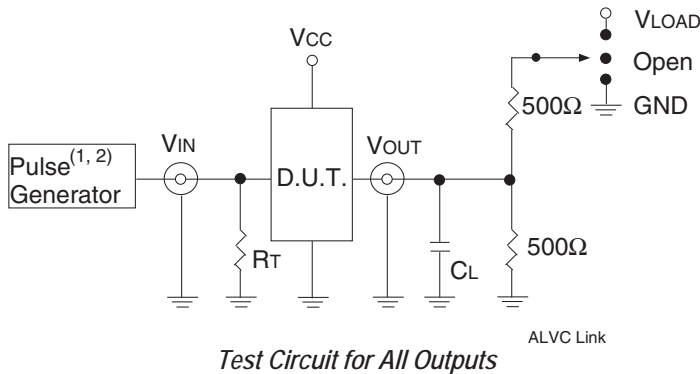 VLOAD
Open
GND
VCC
500Ω
Pulse(1, 2)
Generator
VIN
D.U.T.
VOUT
RT
CL
500Ω
ALVC Link
Test Circuit for All Outputs